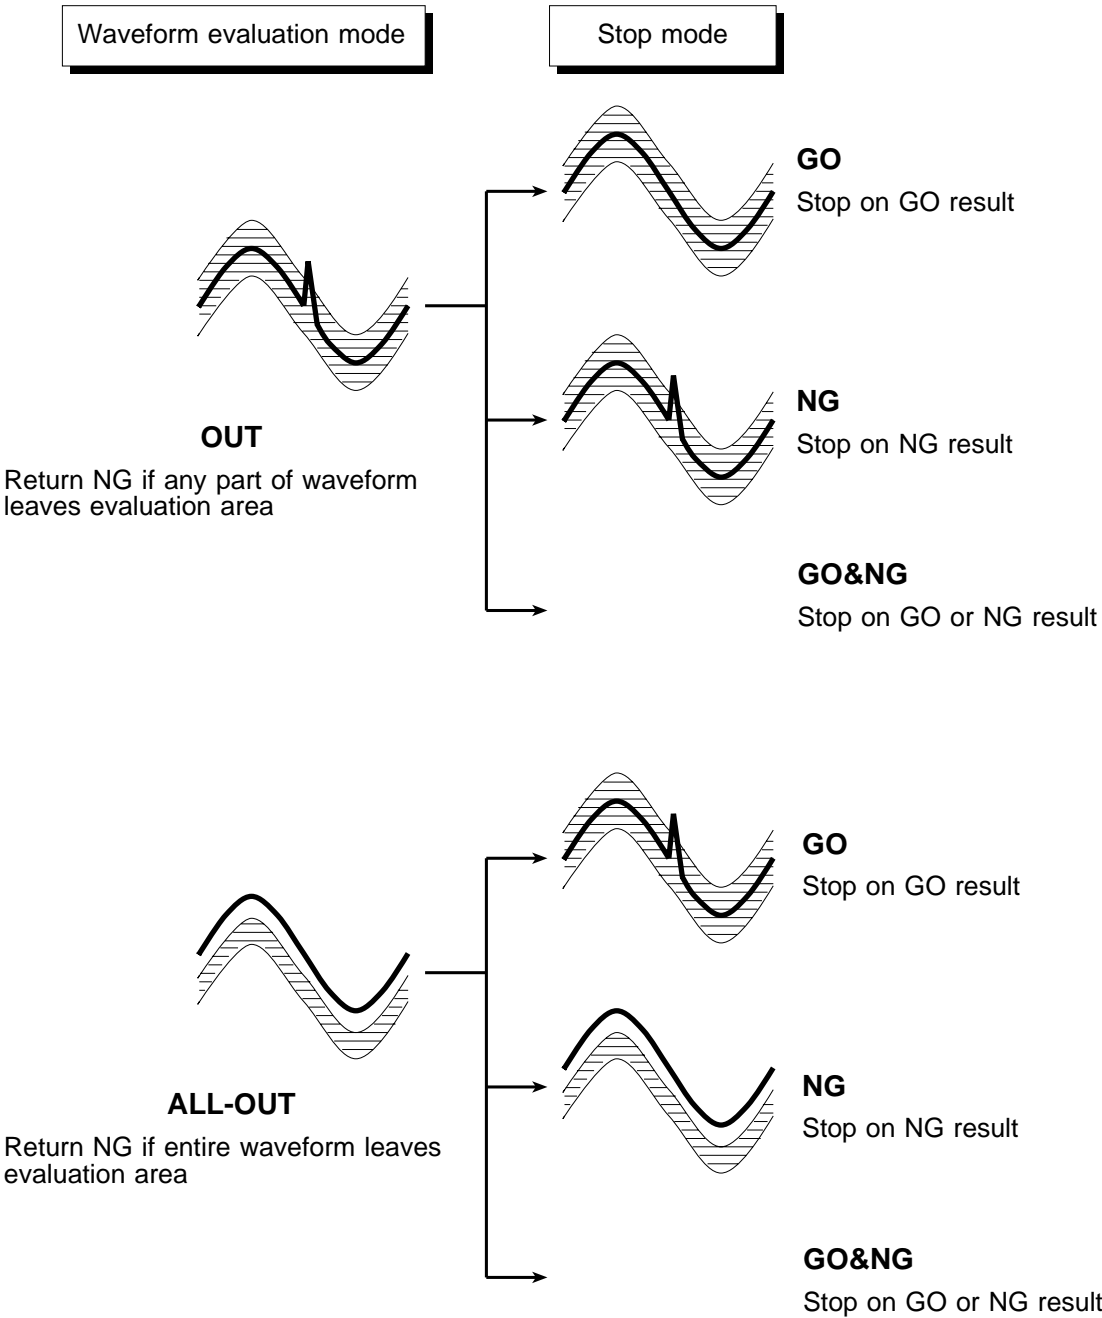 Waveform evaluation mode
Stop mode
GO
Stop on GO result
OUT
Return NG if any part of waveform
leaves evaluation area
NG
Stop on NG result
GO&NG
Stop on GO or NG result
GO
Stop on GO result
ALL-OUT
Return NG if entire waveform leaves
evaluation area
NG
Stop on NG result
GO&NG
Stop on GO or NG result